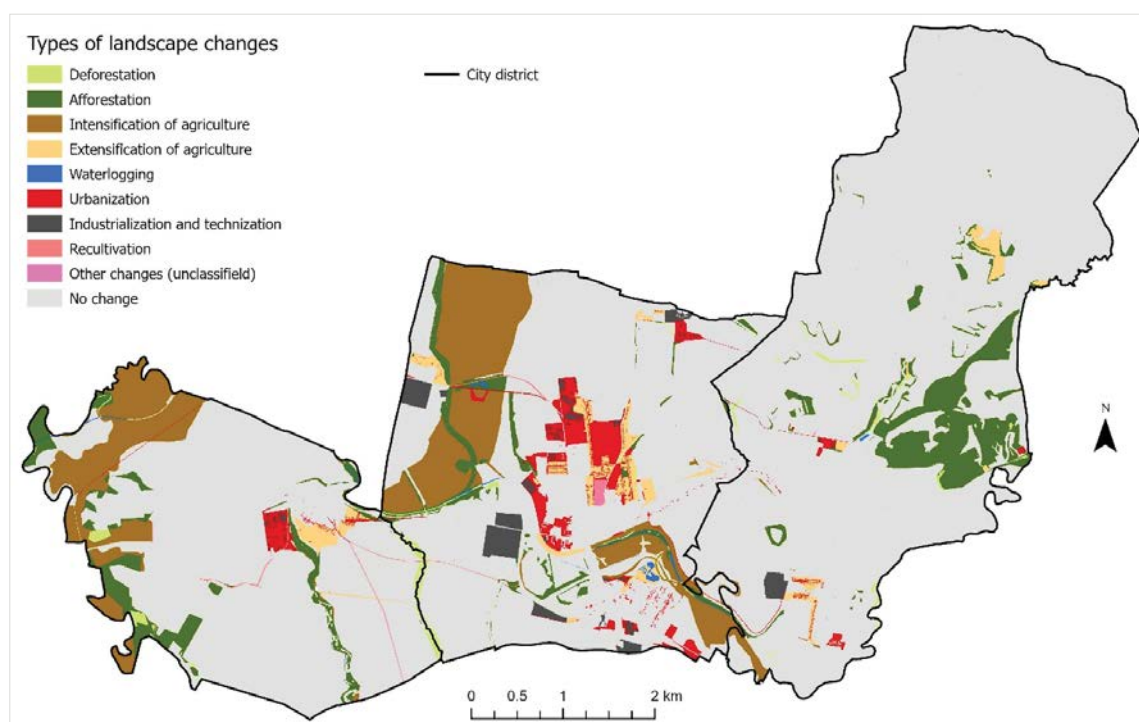 Types of landscape changes
Deforestation
Afforestation
Intensification of agriculture
Extensification of agriculture
Waterlogging
Urbanization
Industrialization and technization
Recultivation
Other changes (unclassifield)
No change
City district
N
0 0.5 1 2 km